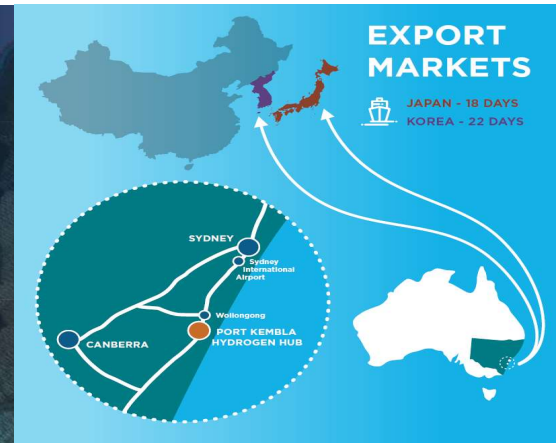 EXPORT
MARKETS
JAPAN - 18 DAYS
KOREA - 22 DAYS
SYDNEY
Sydney
International
Airport
Wollongong
PORT KEMBLA
HYDROGEN HUB
CANBERRA